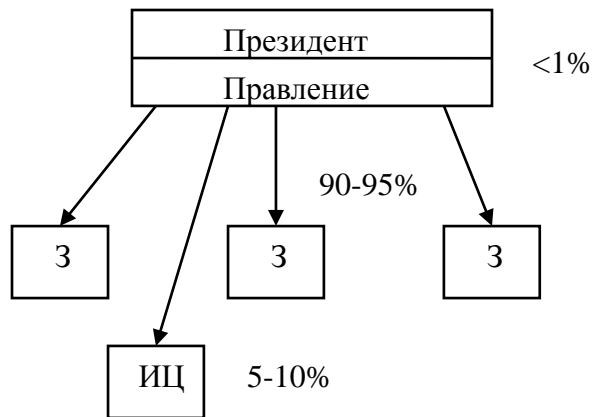 Президент
<1%
Правление
90-95%
З
З
З
ИЦ
5-10%